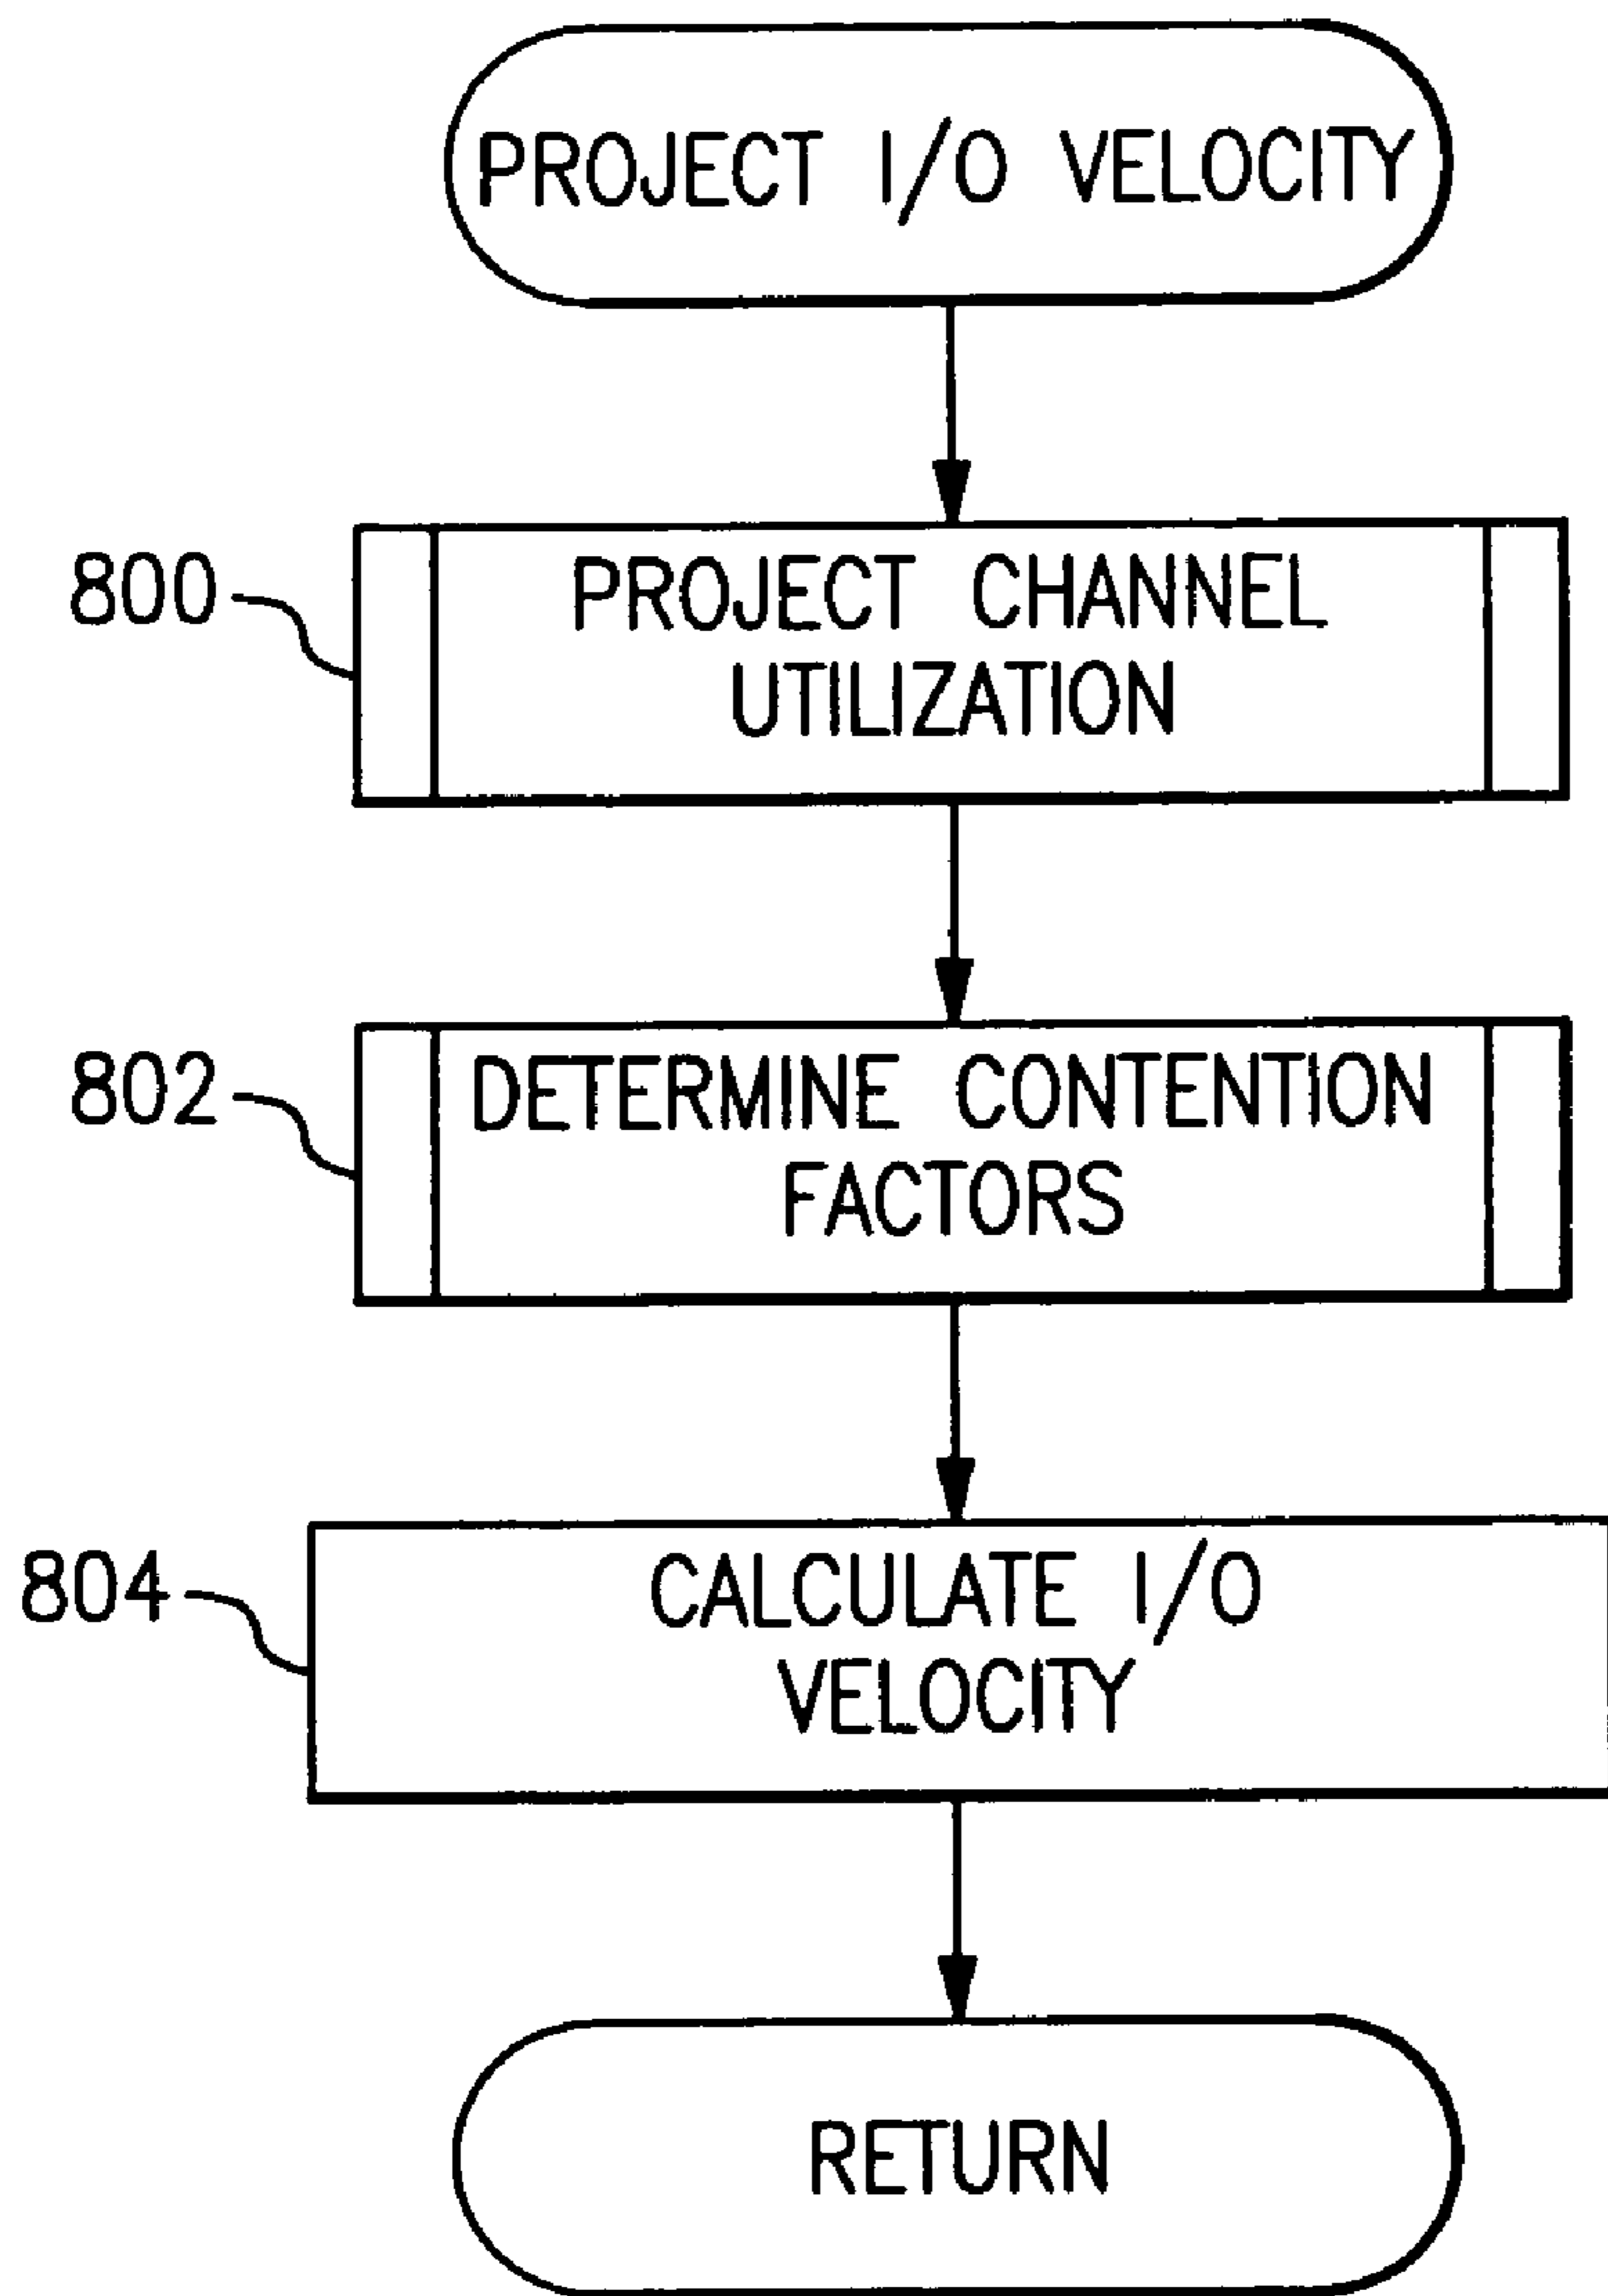 PROJECT I/O VELOCITY
800
PROJECT CHANNEL
UTILIZATION
802
DETERMINE CONTENTION
FACTORS
804
CALCULATE I/O
VELOCITY
RETURN